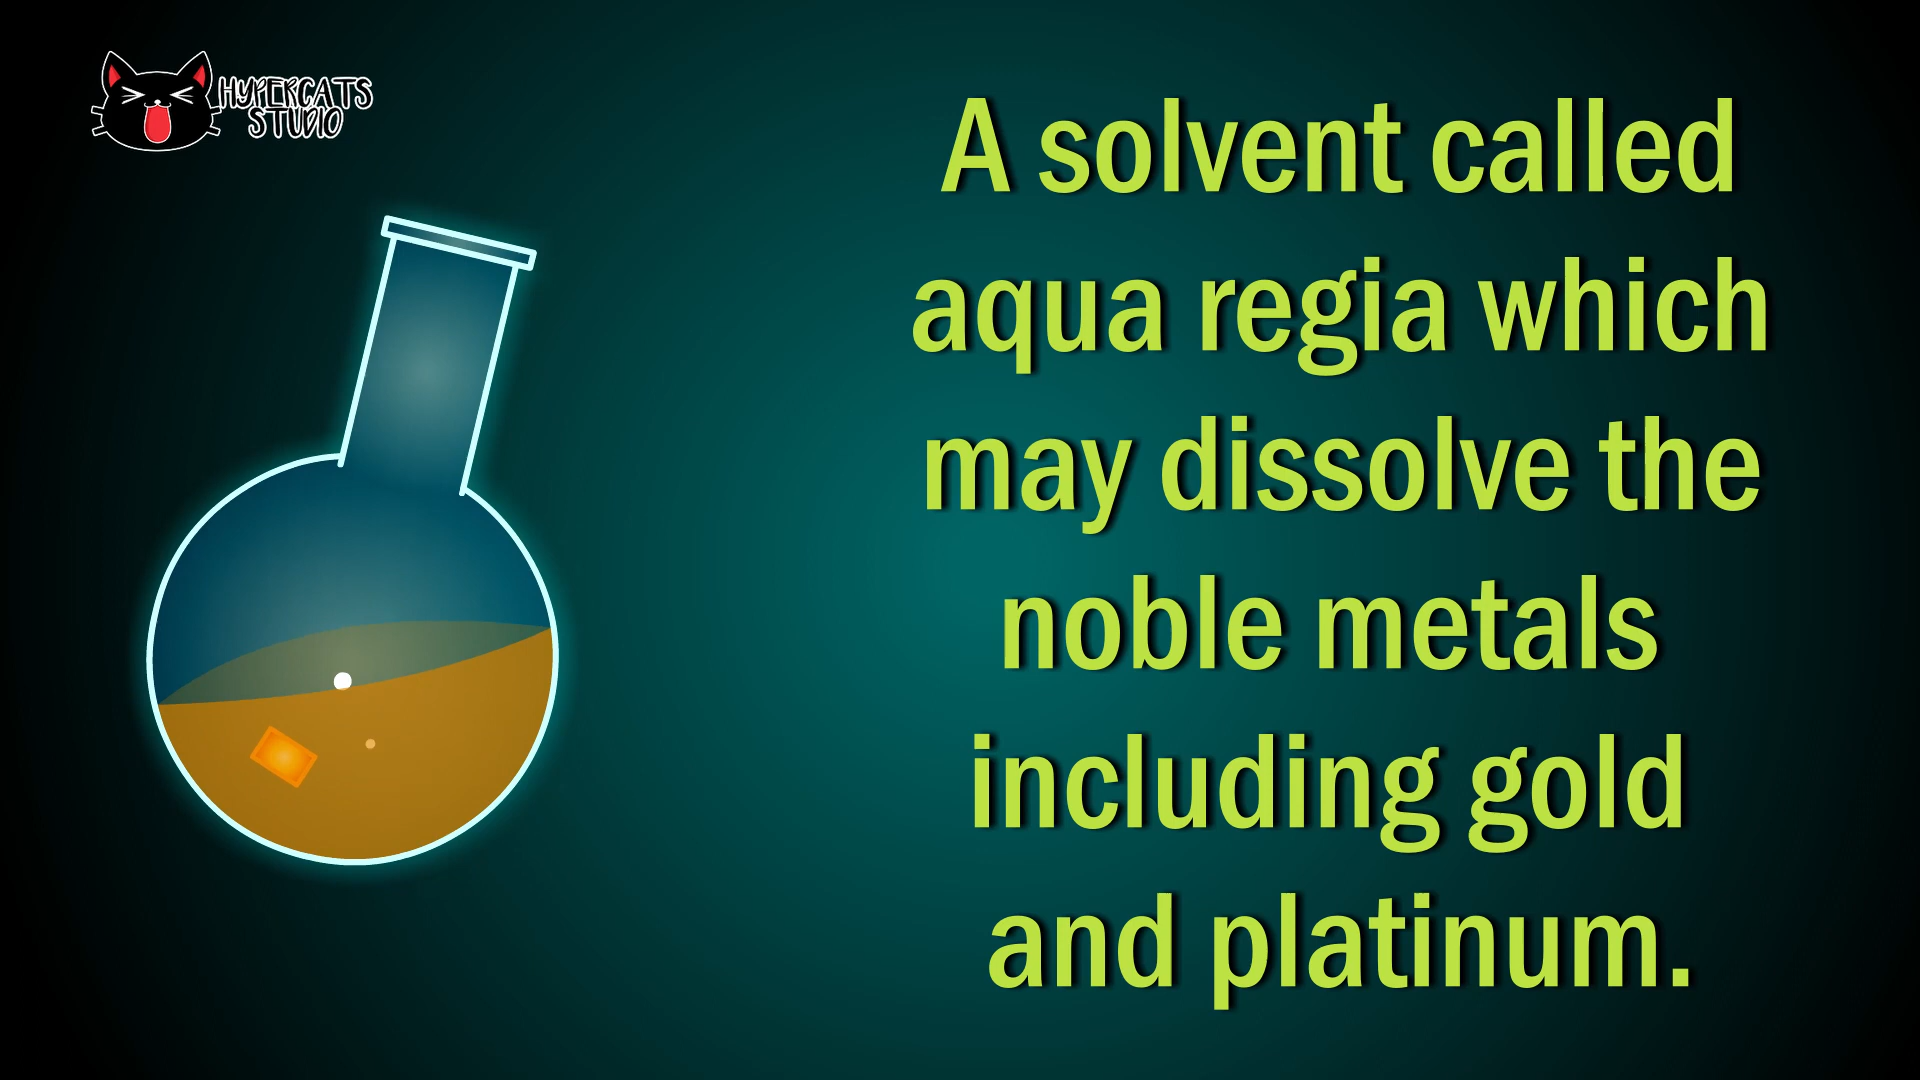 HYPERCATS
STUDIO
A solvent called
aqua regia which
may dissolve the
noble metals
including gold
and platinum.